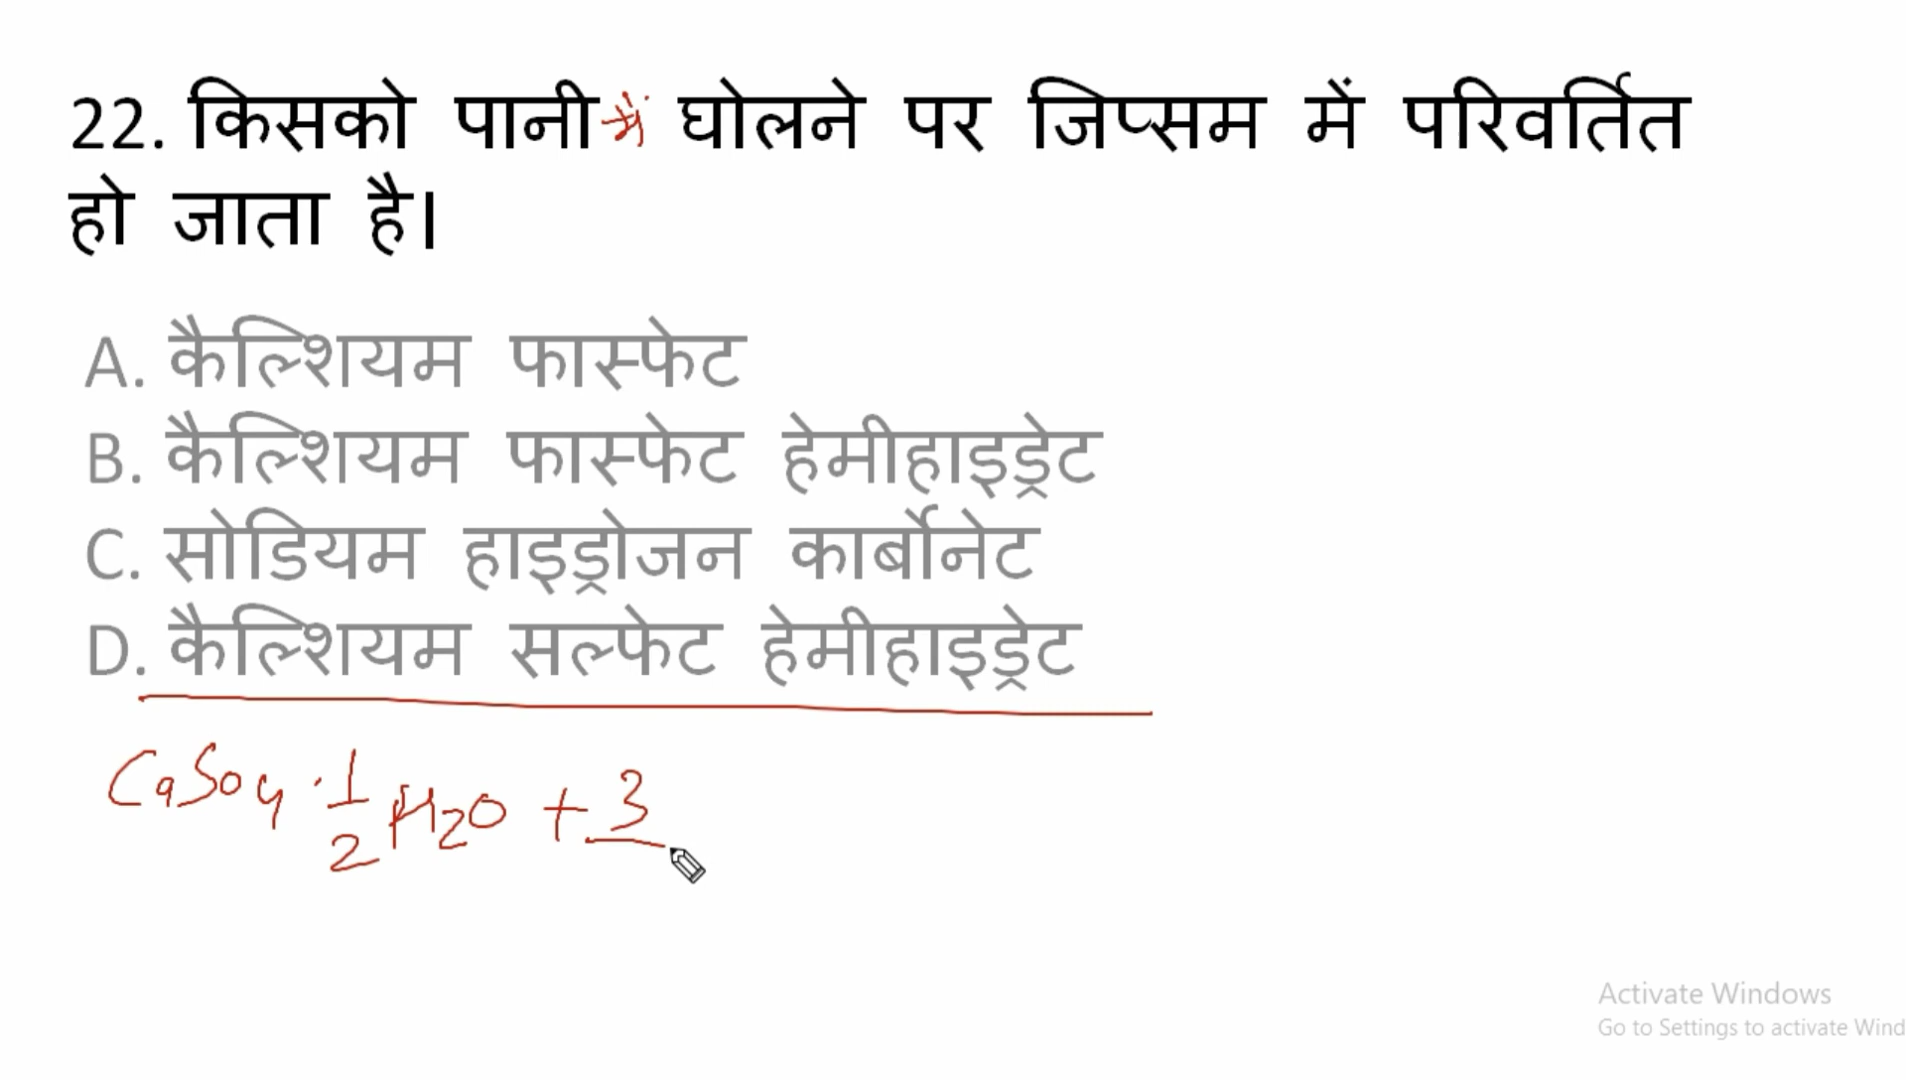 22. किसको पानी में घोलने पर जिप्सम में परिवर्तित
हो जाता है।
A. कैल्शियम फास्फेट
B. कैल्शियम फास्फेट हेमीहाइड्रेट
C. सोडियम हाइड्रोजन कार्बोनेट
D. कैल्शियम सल्फेट हेमीहाइड्रेट
CaSO4 · 1/2 H2O + 3
Activate Windows
Go to Settings to activate Wind